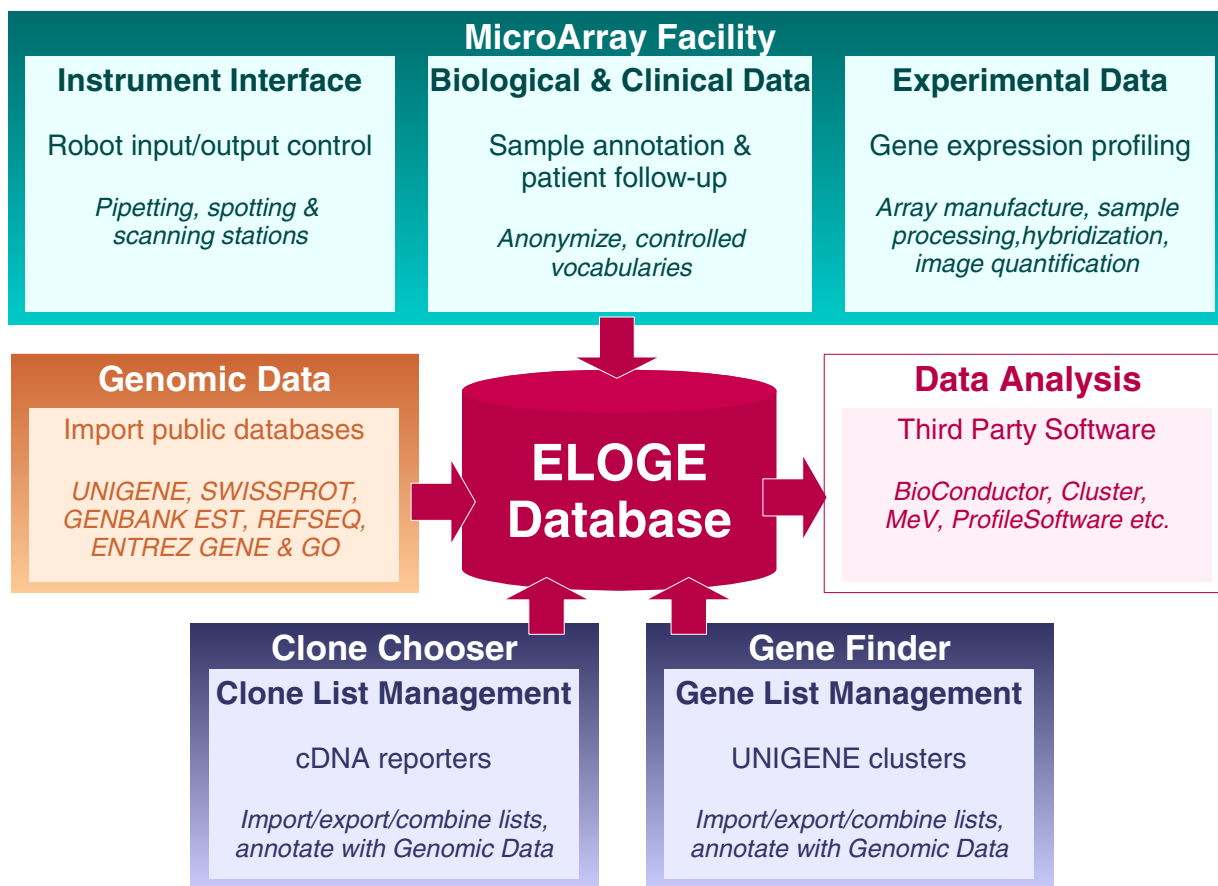 MicroArray Facility
Instrument Interface
Robot input/output control
Pipetting, spotting &
scanning stations
Biological & Clinical Data
Sample annotation &
patient follow-up
Anonymize, controlled
vocabularies
Experimental Data
Gene expression profiling
Array manufacture, sample
processing,hybridization,
image quantification
Genomic Data
Import public databases
UNIGENE, SWISSPROT,
GENBANK EST, REFSEQ,
ENTREZ GENE & GO
ELOGE
Database
Data Analysis
Third Party Software
BioConductor, Cluster,
MeV, ProfileSoftware etc.
Clone Chooser
Clone List Management
cDNA reporters
Import/export/combine lists,
annotate with Genomic Data
Gene Finder
Gene List Management
UNIGENE clusters
Import/export/combine lists,
annotate with Genomic Data